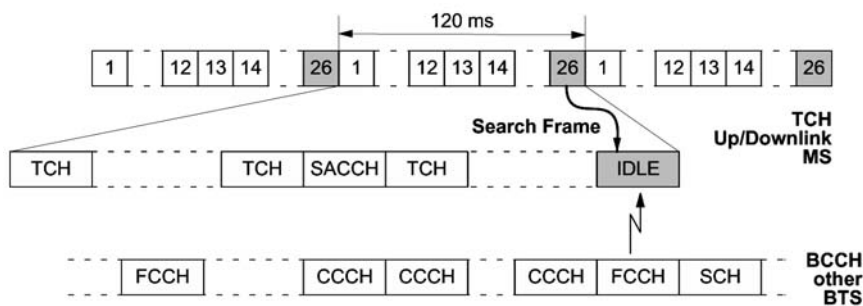 120 ms
1 12 13 14 26 1 12 13 14 26 1 12 13 14 26
TCH
Up/Downlink
MS
Search Frame
TCH TCH SACCH TCH IDLE
FCCH CCCH CCCH CCCH FCCH SCH
BCCH
other
BTS